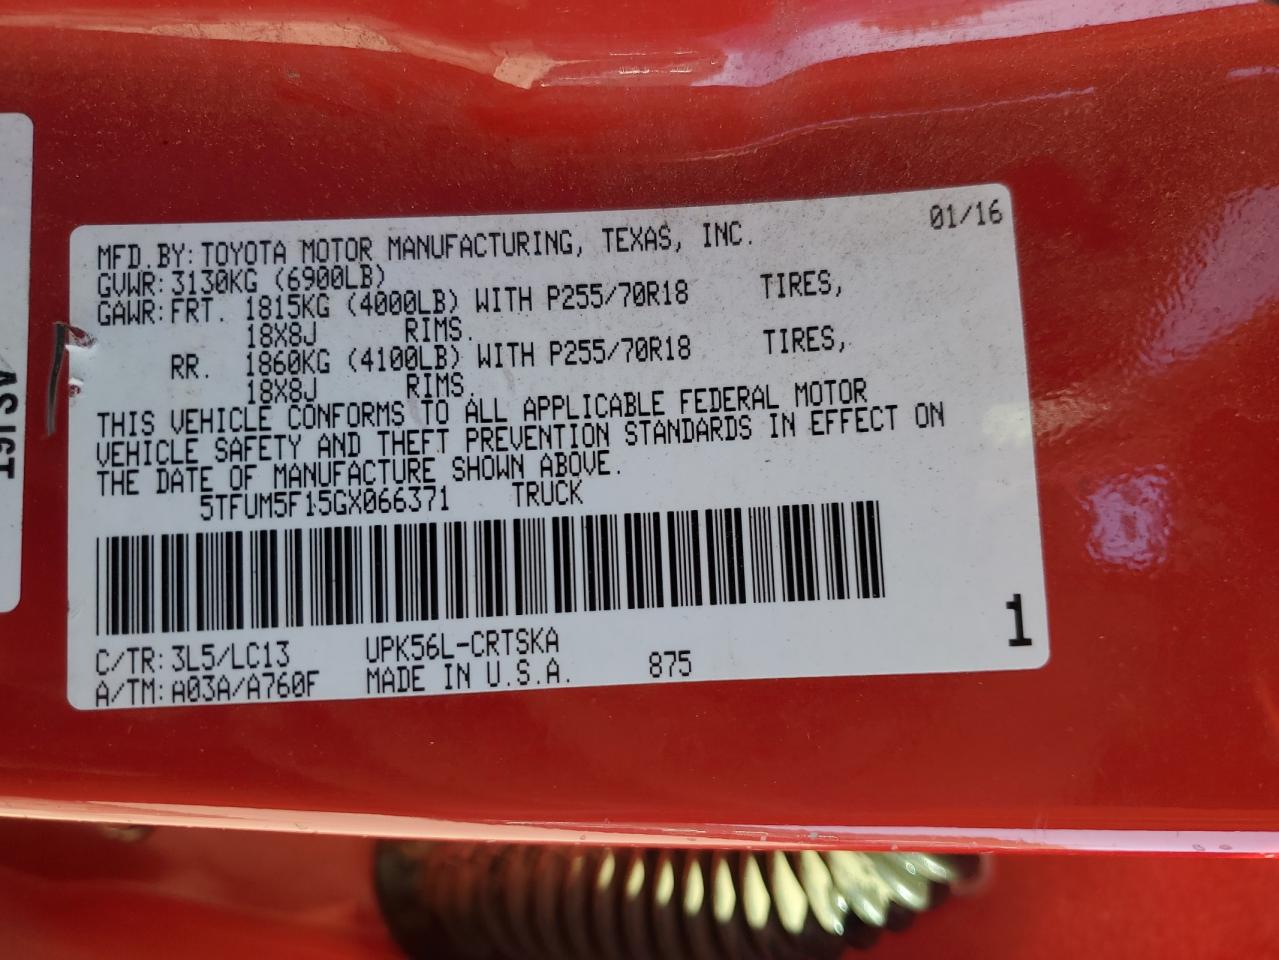 MFD.BY: TOYOTA MOTOR MANUFACTURING, TEXAS, INC. 01/16
GVWR: 3130KG (6900LB)
GAWR: FRT. 1815KG (4000LB) WITH P255/70R18 TIRES,
18X8J RIMS.
RR. 1860KG (4100LB) WITH P255/70R18 TIRES,
18X8J RIMS.
THIS VEHICLE CONFORMS TO ALL APPLICABLE FEDERAL MOTOR
VEHICLE SAFETY AND THEFT PREVENTION STANDARDS IN EFFECT ON
THE DATE OF MANUFACTURE SHOWN ABOVE.
5TFUM5F15GX066371 TRUCK
C/TR: 3L5/LC13 UPK56L-CRTSKA 1
A/TM: A03A/A760F MADE IN U.S.A. 875